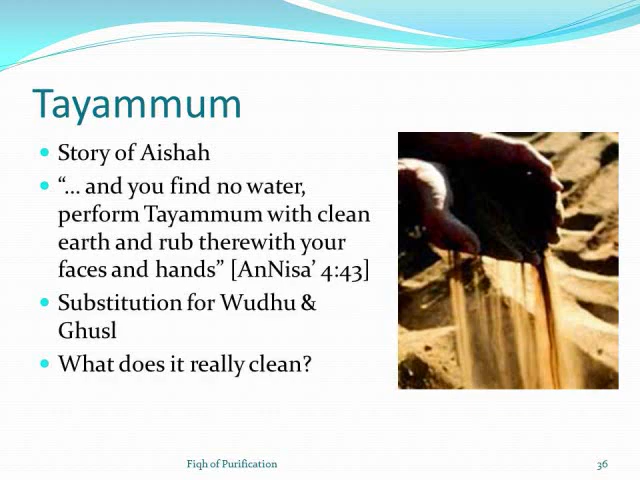 Tayammum
• Story of Aishah
• “… and you find no water,
perform Tayammum with clean
earth and rub therewith your
faces and hands” [AnNisa’ 4:43]
• Substitution for Wudhu &
Ghusl
• What does it really clean?
Fiqh of Purification
36